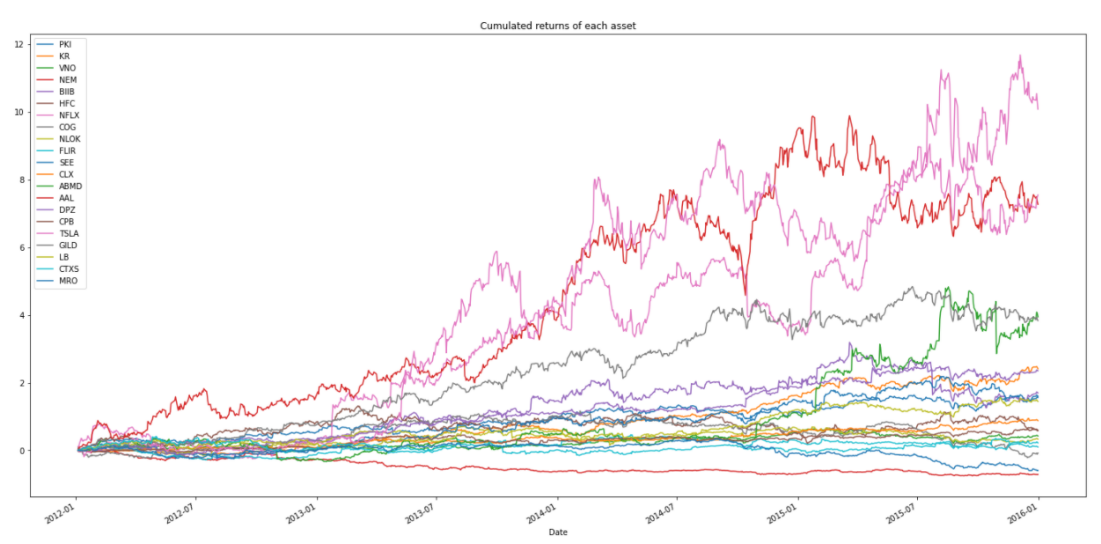 Cumulated returns of each asset
12
10
8
6
4
2
0
PKI
KR
VNO
NEM
BIIB
HFC
NFLX
COG
NLOK
FLIR
SEE
CLX
ABMD
AAL
DPZ
CPB
TSLA
GILD
LB
CTXS
MRO
2012-01
2012-07
2013-01
2013-07
2014-01
2014-07
2015-01
2015-07
2016-01
Date